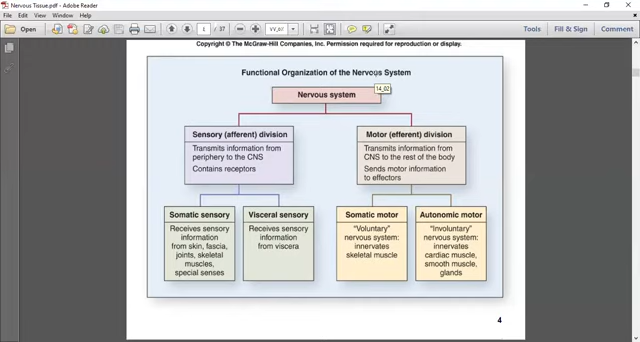 Nervous Tissue.pdf - Adobe Reader
File Edit View Window Help
Open 1 / 37 Tools Fill & Sign Comment
Copyright © The McGraw-Hill Companies, Inc. Permission required for reproduction or display.
Functional Organization of the Nervous System
14_02
Nervous system
Sensory (afferent) division
Transmits information from
periphery to the CNS
Contains receptors
Motor (efferent) division
Transmits information from
CNS to the rest of the body
Sends motor information
to effectors
Somatic sensory
Receives sensory
information
from skin, fascia,
joints, skeletal
muscles,
special senses
Visceral sensory
Receives sensory
information
from viscera
Somatic motor
"Voluntary"
nervous system:
innervates
skeletal muscle
Autonomic motor
"Involuntary"
nervous system:
innervates
cardiac muscle,
smooth muscle,
glands
4